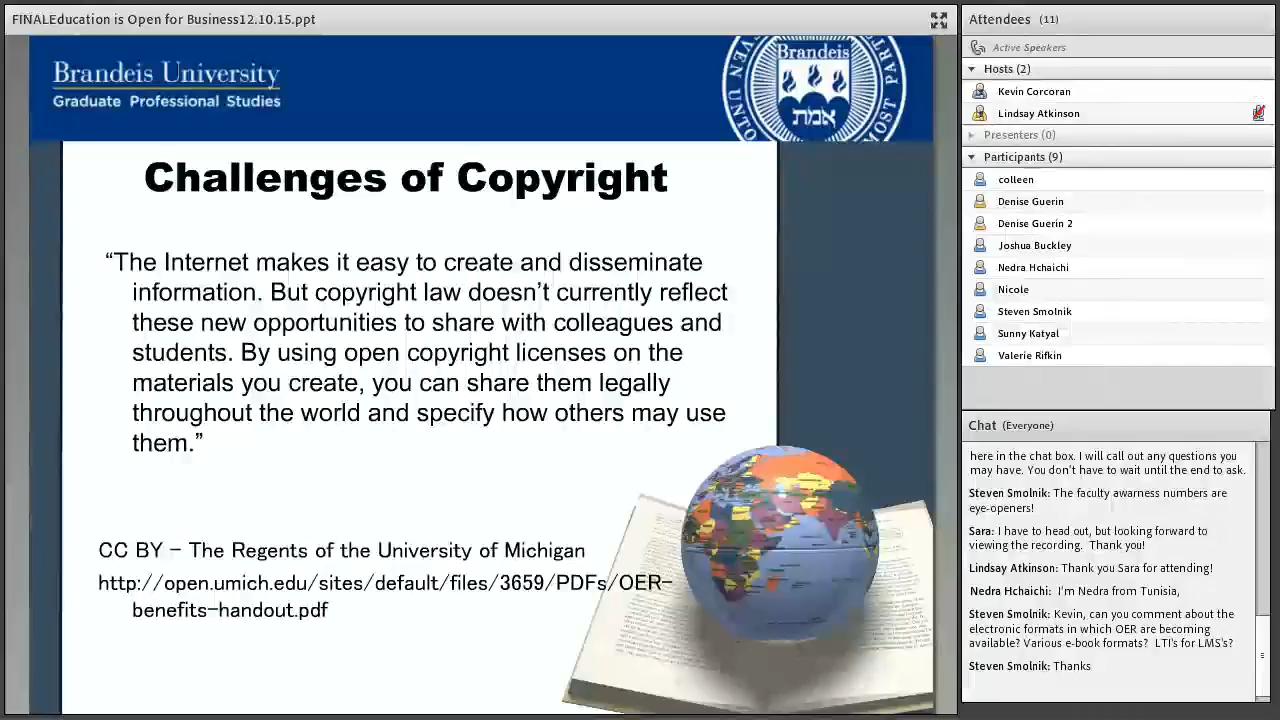 FINALEducation is Open for Business12.10.15.ppt
Brandeis University
Graduate Professional Studies
Brandeis
אמת
Challenges of Copyright
“The Internet makes it easy to create and disseminate
information. But copyright law doesn’t currently reflect
these new opportunities to share with colleagues and
students. By using open copyright licenses on the
materials you create, you can share them legally
throughout the world and specify how others may use
them.”
CC BY – The Regents of the University of Michigan
http://open.umich.edu/sites/default/files/3659/PDFs/OER-
benefits-handout.pdf
Attendees (11)
Active Speakers
Hosts (2)
Kevin Corcoran
Lindsay Atkinson
Presenters (0)
Participants (9)
colleen
Denise Guerin
Denise Guerin 2
Joshua Buckley
Nedra Hchaichi
Nicole
Steven Smolnik
Sunny Katyal
Valerie Rifkin
Chat (Everyone)
here in the chat box. I will call out any questions you
may have. You don't have to wait until the end to ask.
Steven Smolnik: The faculty awarness numbers are
eye-openers!
Sara: I have to head out, but looking forward to
viewing the recording. Thank you!
Lindsay Atkinson: Thank you Sara for attending!
Nedra Hchaichi: I'm Nedra from Tunisia,
Steven Smolnik: Kevin, can you comment about the
electronic formats in which OER are becoming
available? Various e-book formats? LTI's for LMS's?
Steven Smolnik: Thanks